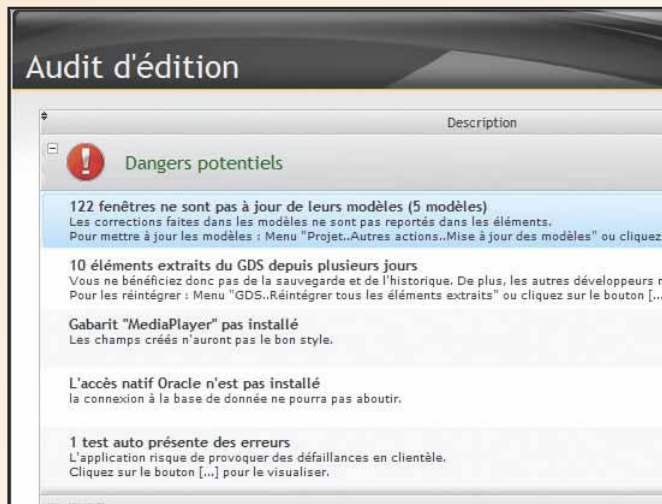 Audit d'édition
Description
Dangers potentiels
122 fenêtres ne sont pas à jour de leurs modèles (5 modèles)
Les corrections faites dans les modèles ne sont pas reportés dans les éléments.
Pour mettre à jour les modèles : Menu "Projet..Autres actions..Mise à jour des modèles" ou cliquez
10 éléments extraits du GDS depuis plusieurs jours
Vous ne bénéficiez donc pas de la sauvegarde et de l'historique. De plus, les autres développeurs
Pour les réintégrer : Menu "GDS..Réintégrer tous les éléments extraits" ou cliquez sur le bouton [...
Gabarit "MediaPlayer" pas installé
Les champs créés n'auront pas le bon style.
L'accès natif Oracle n'est pas installé
la connexion à la base de donnée ne pourra pas aboutir.
1 test auto présente des erreurs
L'application risque de provoquer des défaillances en clientèle.
Cliquez sur le bouton [...] pour le visualiser.